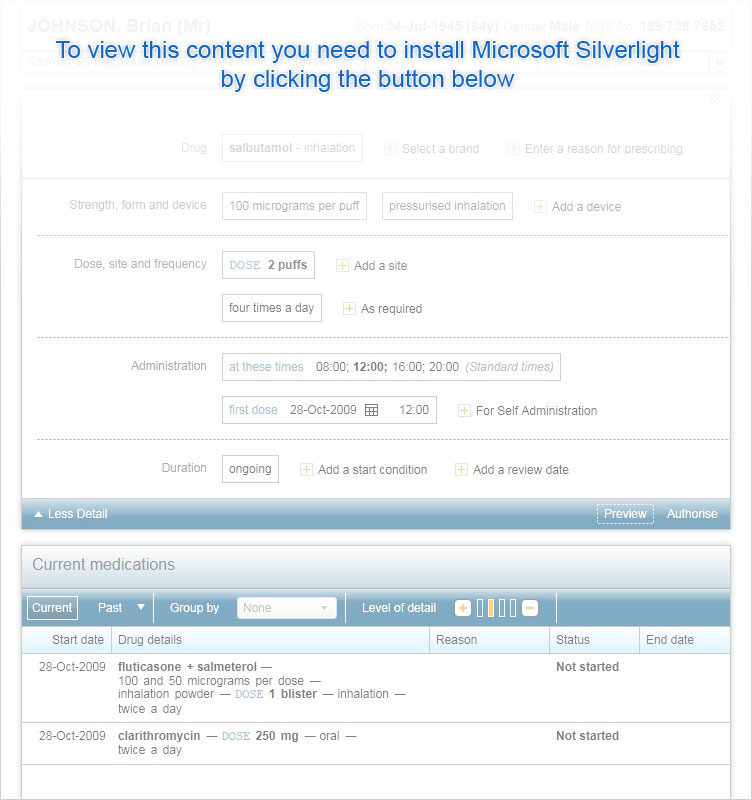 JOHNSON, Brian (Mr) Born 24-Jul-1945 (64y) Gender Male NHS No. 129 728 7652
To view this content you need to install Microsoft Silverlight
by clicking the button below
Drug salbutamol - inhalation Select a brand Enter a reason for prescribing
Strength, form and device 100 micrograms per puff pressurised inhalation Add a device
Dose, site and frequency DOSE 2 puffs Add a site
four times a day As required
Administration at these times 08:00; 12:00; 16:00; 20:00 (Standard times)
first dose 28-Oct-2009 12:00 For Self Administration
Duration ongoing Add a start condition Add a review date
Less Detail Preview Authorise
Current medications
Current Past Group by None Level of detail
Start date Drug details Reason Status End date
28-Oct-2009 fluticasone + salmeterol — Not started
100 and 50 micrograms per dose —
inhalation powder — DOSE 1 blister — inhalation —
twice a day
28-Oct-2009 clarithromycin — DOSE 250 mg — oral — Not started
twice a day